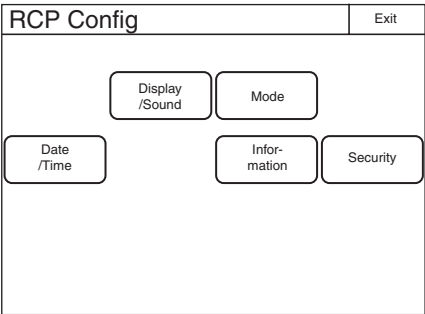 RCP Config
Exit
Display
/Sound
Mode
Date
/Time
Infor-
mation
Security